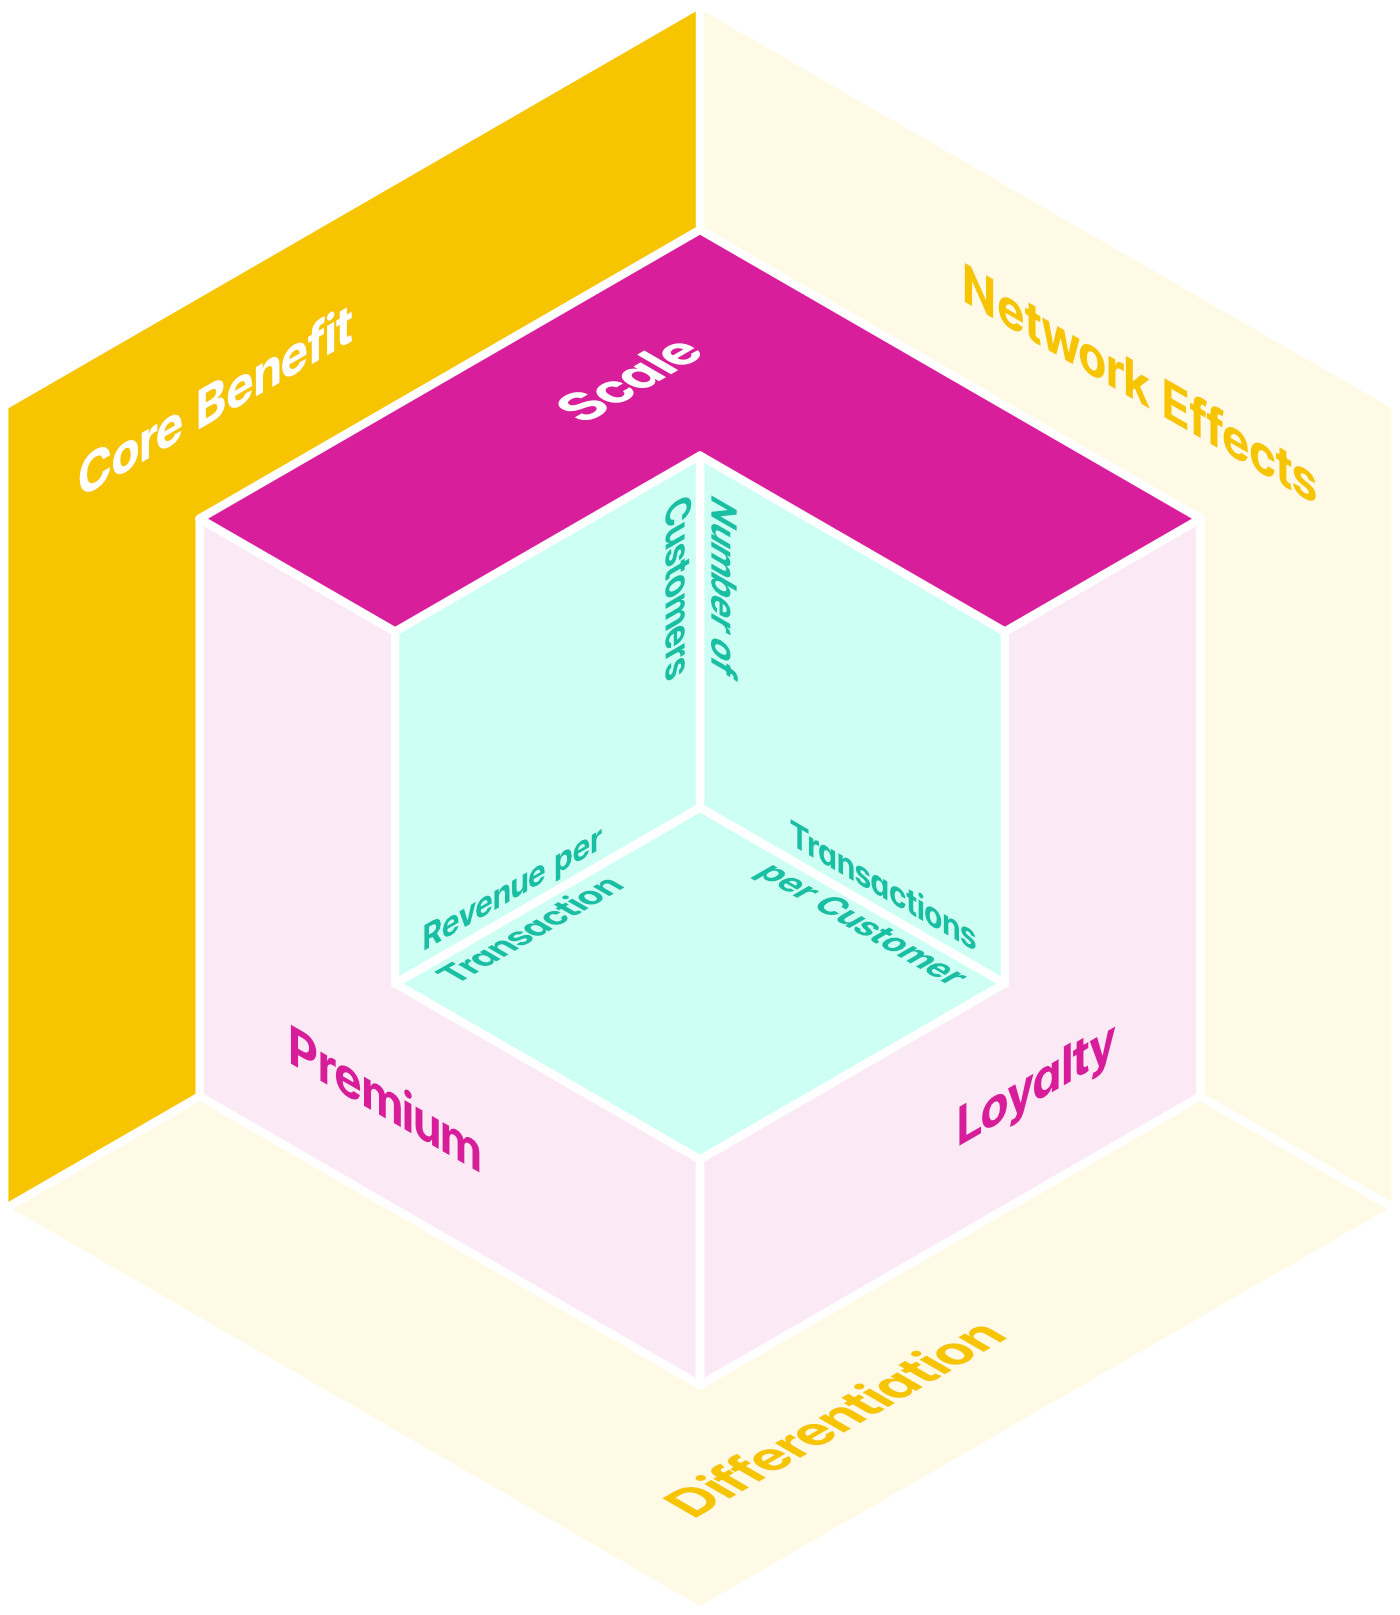 Core Benefit
Network Effects
Scale
Number of
Customers
Revenue per
Transaction
Transactions
per Customer
Premium
Loyalty
Differentiation